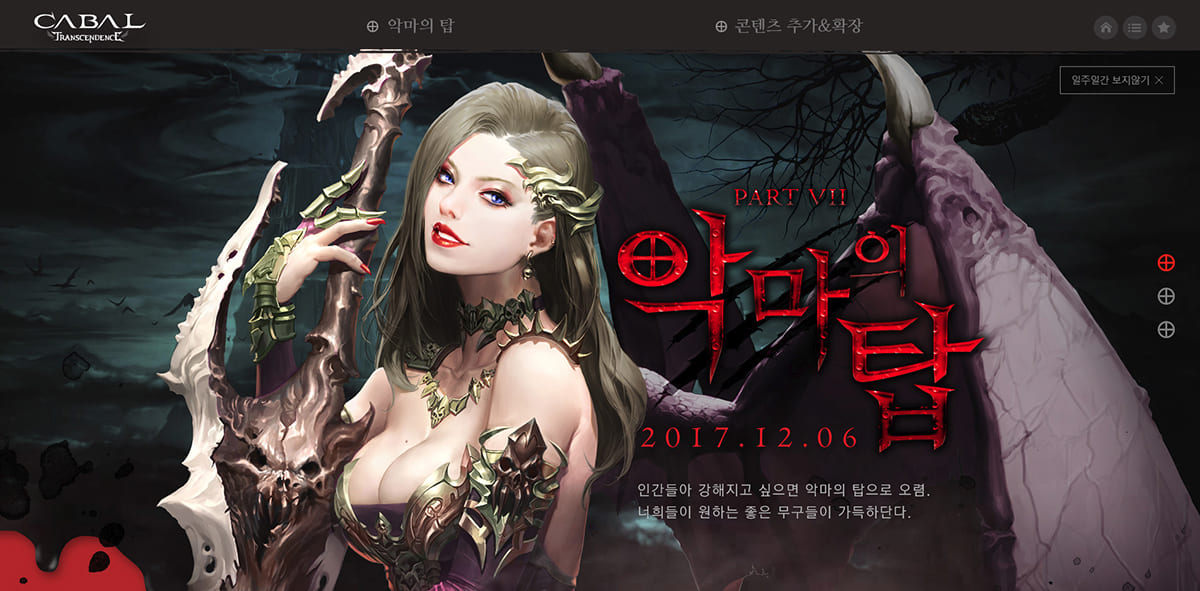 CABAL
TRANSCENDENCE
악마의 탑
콘텐츠 추가&확장
일주일간 보지않기
PART VII
악마의
탑
2017.12.06
인간들아 강해지고 싶으면 악마의 탑으로 오렴.
너희들이 원하는 좋은 무구들이 가득하단다.